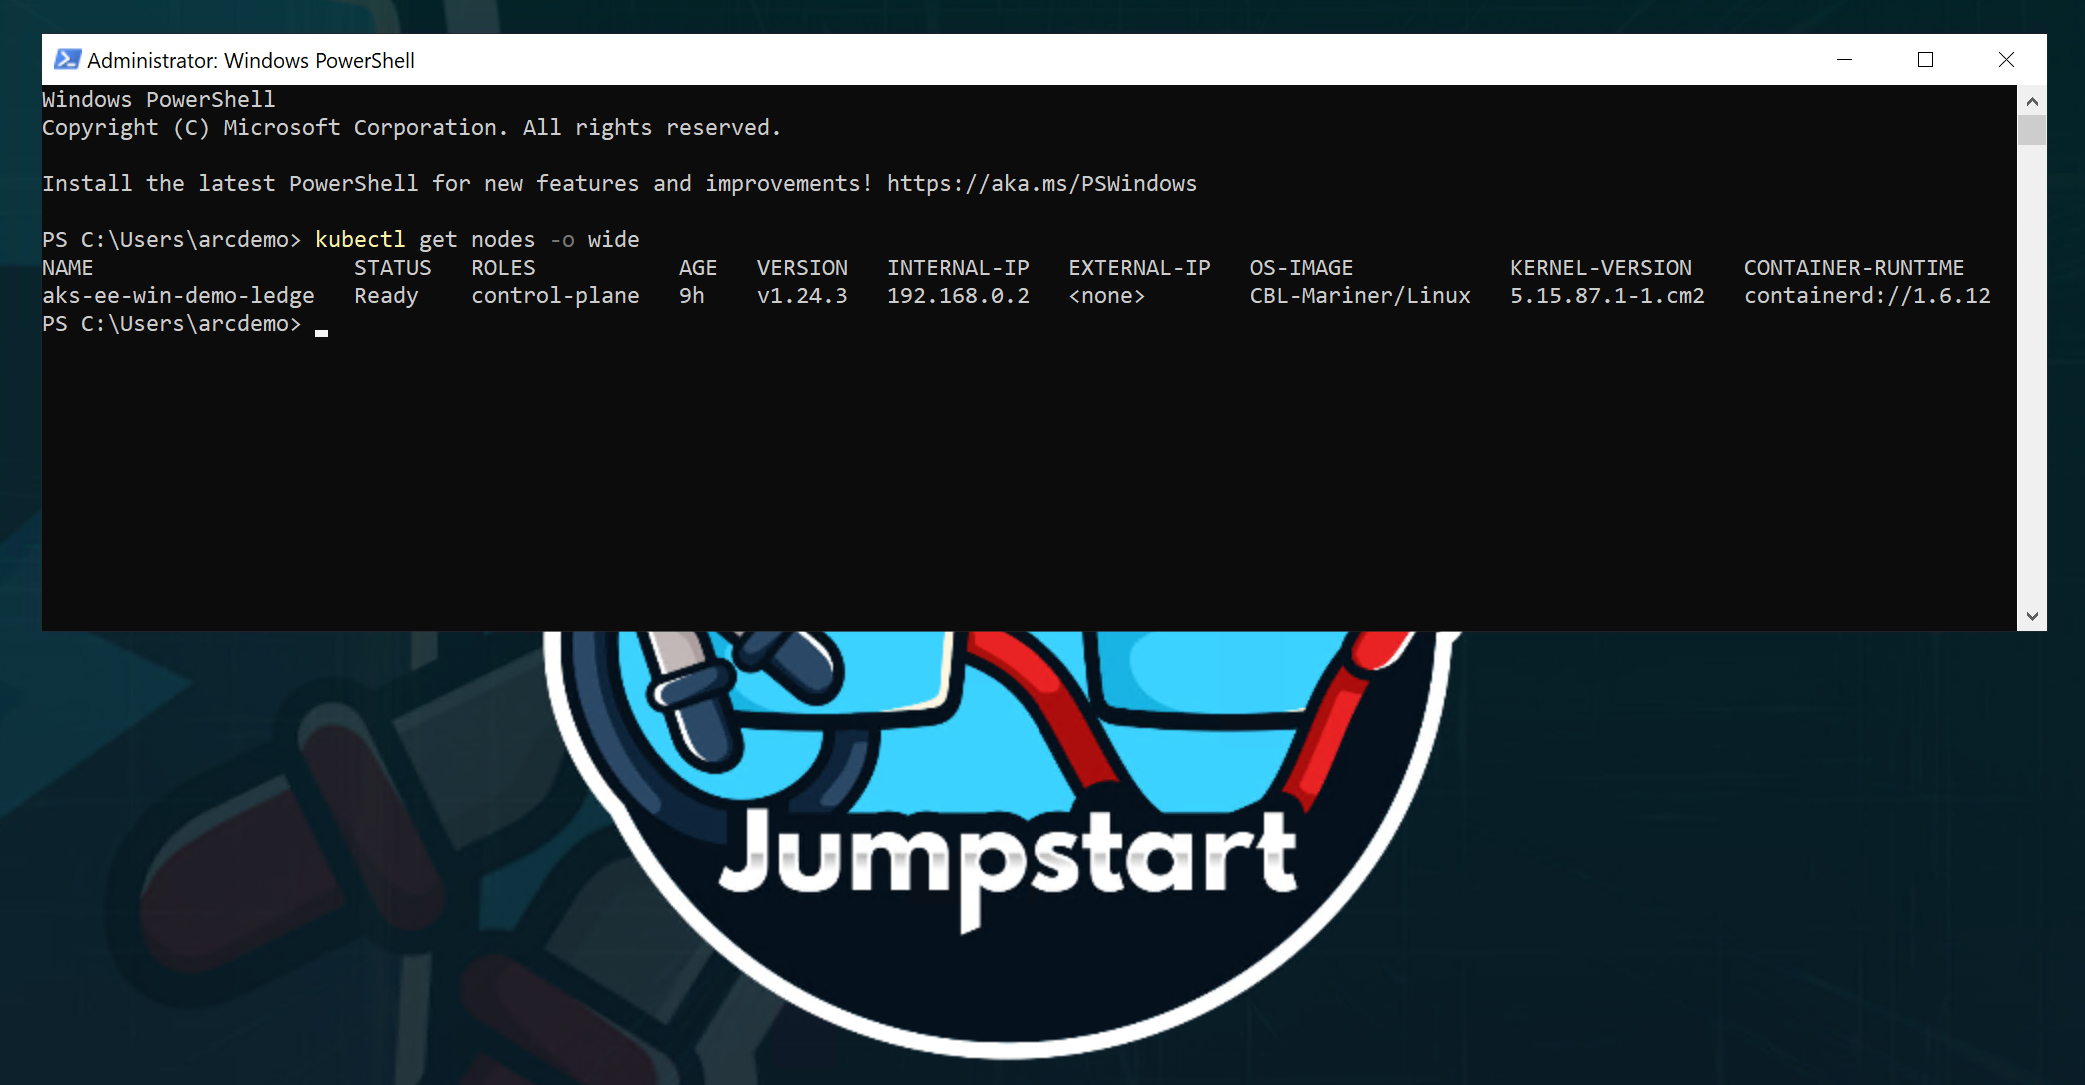 Administrator: Windows PowerShell
Windows PowerShell
Copyright (C) Microsoft Corporation. All rights reserved.
Install the latest PowerShell for new features and improvements! https://aka.ms/PSWindows
PS C:\Users\arcdemo> kubectl get nodes -o wide
NAME STATUS ROLES AGE VERSION INTERNAL-IP EXTERNAL-IP OS-IMAGE KERNEL-VERSION CONTAINER-RUNTIME
aks-ee-win-demo-ledge Ready control-plane 9h v1.24.3 192.168.0.2 <none> CBL-Mariner/Linux 5.15.87.1-1.cm2 containerd://1.6.12
PS C:\Users\arcdemo>
Jumpstart